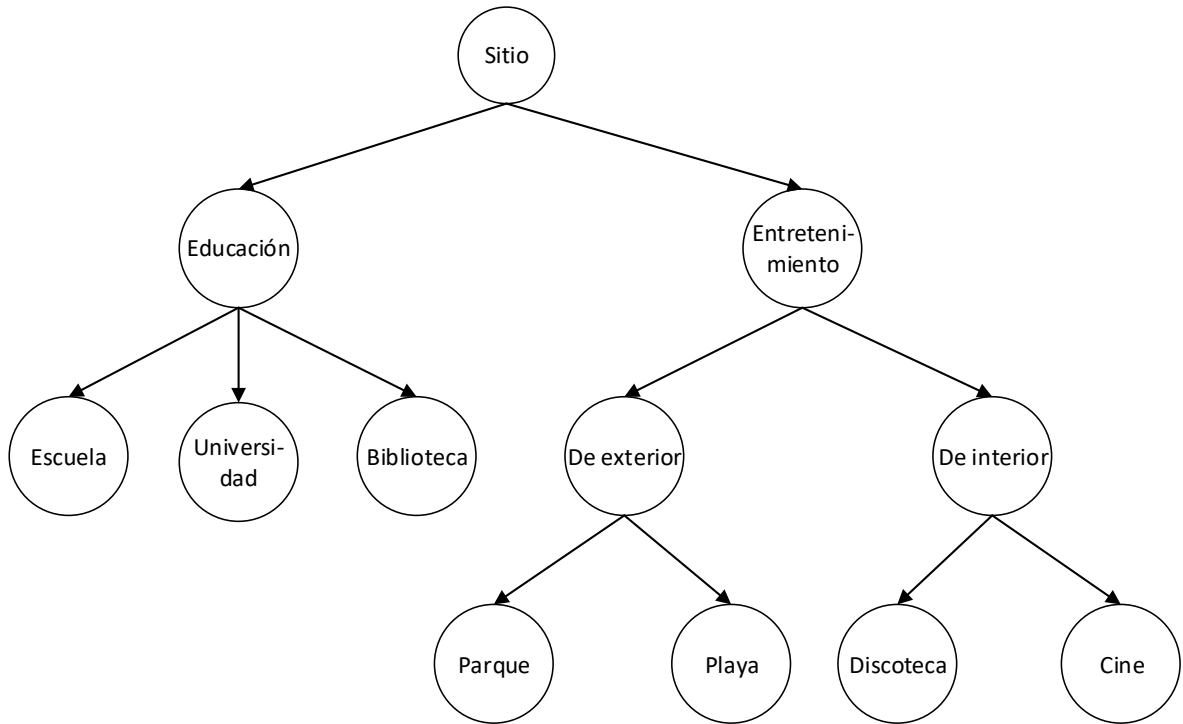 Sitio
Educación
Entreteni-
miento
Escuela
Universi-
dad
Biblioteca
De exterior
De interior
Parque
Playa
Discoteca
Cine